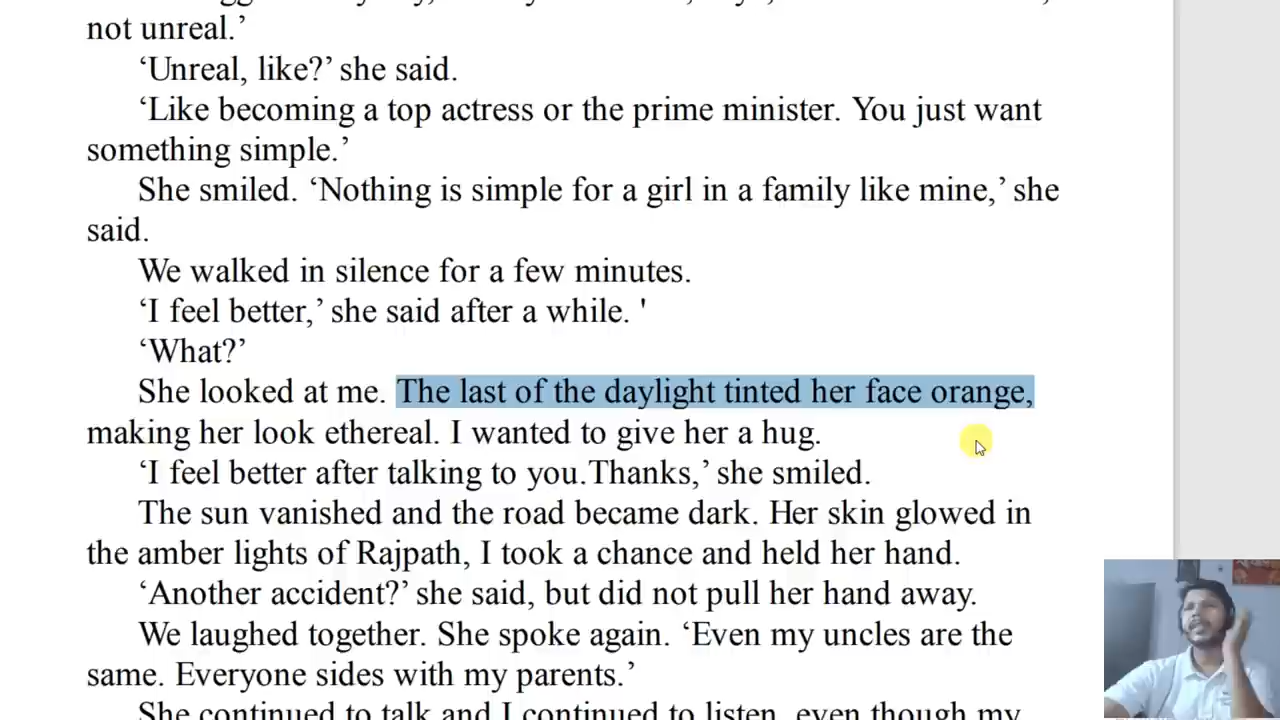 not unreal.’
‘Unreal, like?’ she said.
‘Like becoming a top actress or the prime minister. You just want
something simple.’
She smiled. ‘Nothing is simple for a girl in a family like mine,’ she
said.
We walked in silence for a few minutes.
‘I feel better,’ she said after a while. '
‘What?’
She looked at me. The last of the daylight tinted her face orange,
making her look ethereal. I wanted to give her a hug.
‘I feel better after talking to you.Thanks,’ she smiled.
The sun vanished and the road became dark. Her skin glowed in
the amber lights of Rajpath, I took a chance and held her hand.
‘Another accident?’ she said, but did not pull her hand away.
We laughed together. She spoke again. ‘Even my uncles are the
same. Everyone sides with my parents.’
She continued to talk and I continued to listen, even though my